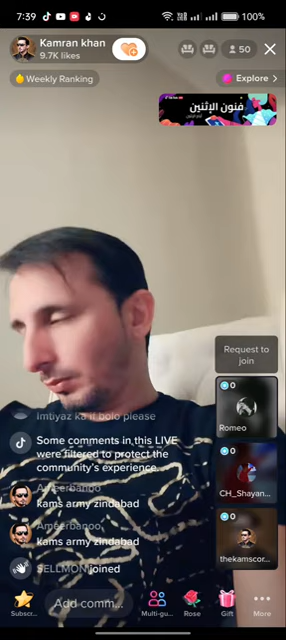 7:39
100%
Kamran khan
9.7K likes
50
Weekly Ranking
Explore >
فنون الإثنين
Request to
join
0
Romeo
Imtiyaz ka if bolo please
Some comments in this LIVE
were filtered to protect the
community's experience.
0
CH_Shayan...
Ameerbanoo
kams army zindabad
Ameerbanoo
kams army zindabad
0
thekamscor...
SELLMON joined
Subscr...
Add comm...
Multi-gu...
Rose
Gift
More